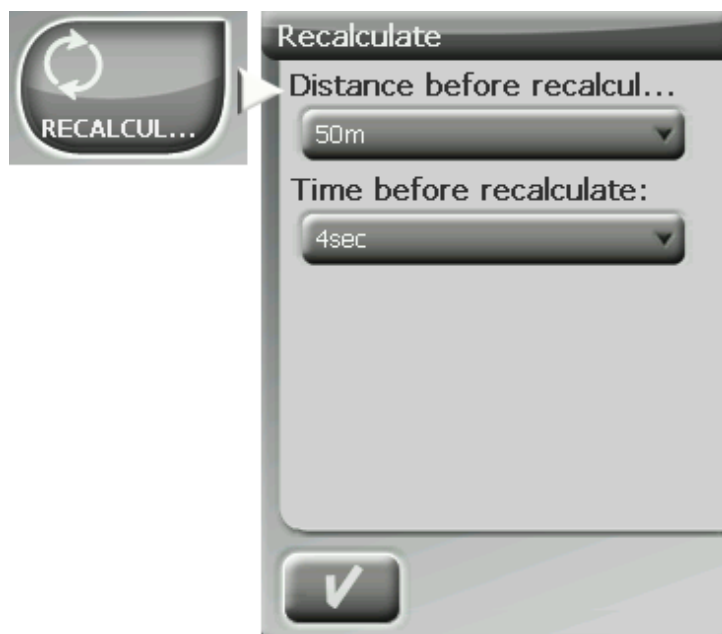 RECALCUL...
Recalculate
Distance before recalcul...
50m
Time before recalculate:
4sec